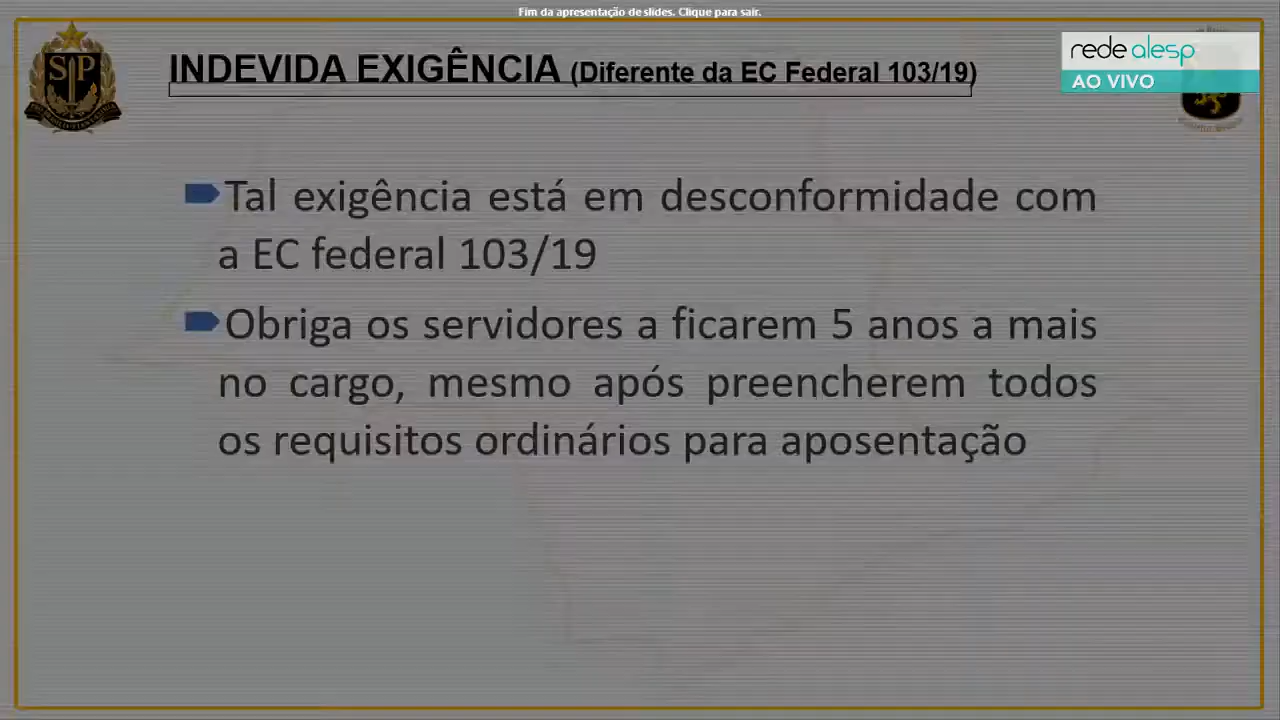 Fim da apresentação de slides. Clique para sair.
INDEVIDA EXIGÊNCIA (Diferente da EC Federal 103/19)
rede alesp
AO VIVO
SP
Tal exigência está em desconformidade com
a EC federal 103/19
Obriga os servidores a ficarem 5 anos a mais
no cargo, mesmo após preencherem todos
os requisitos ordinários para aposentação